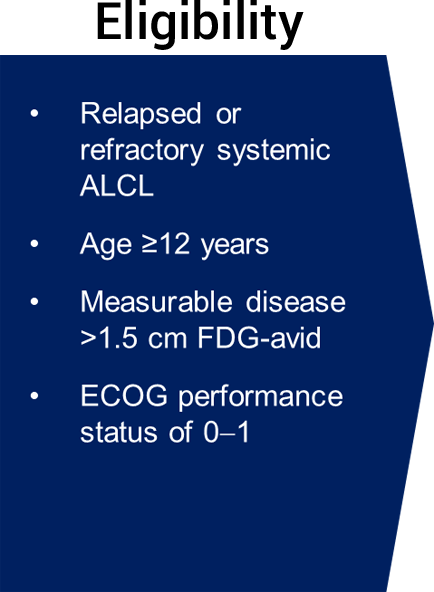 Eligibility
• Relapsed or
refractory systemic
ALCL
• Age ≥12 years
• Measurable disease
>1.5 cm FDG-avid
• ECOG performance
status of 0–1